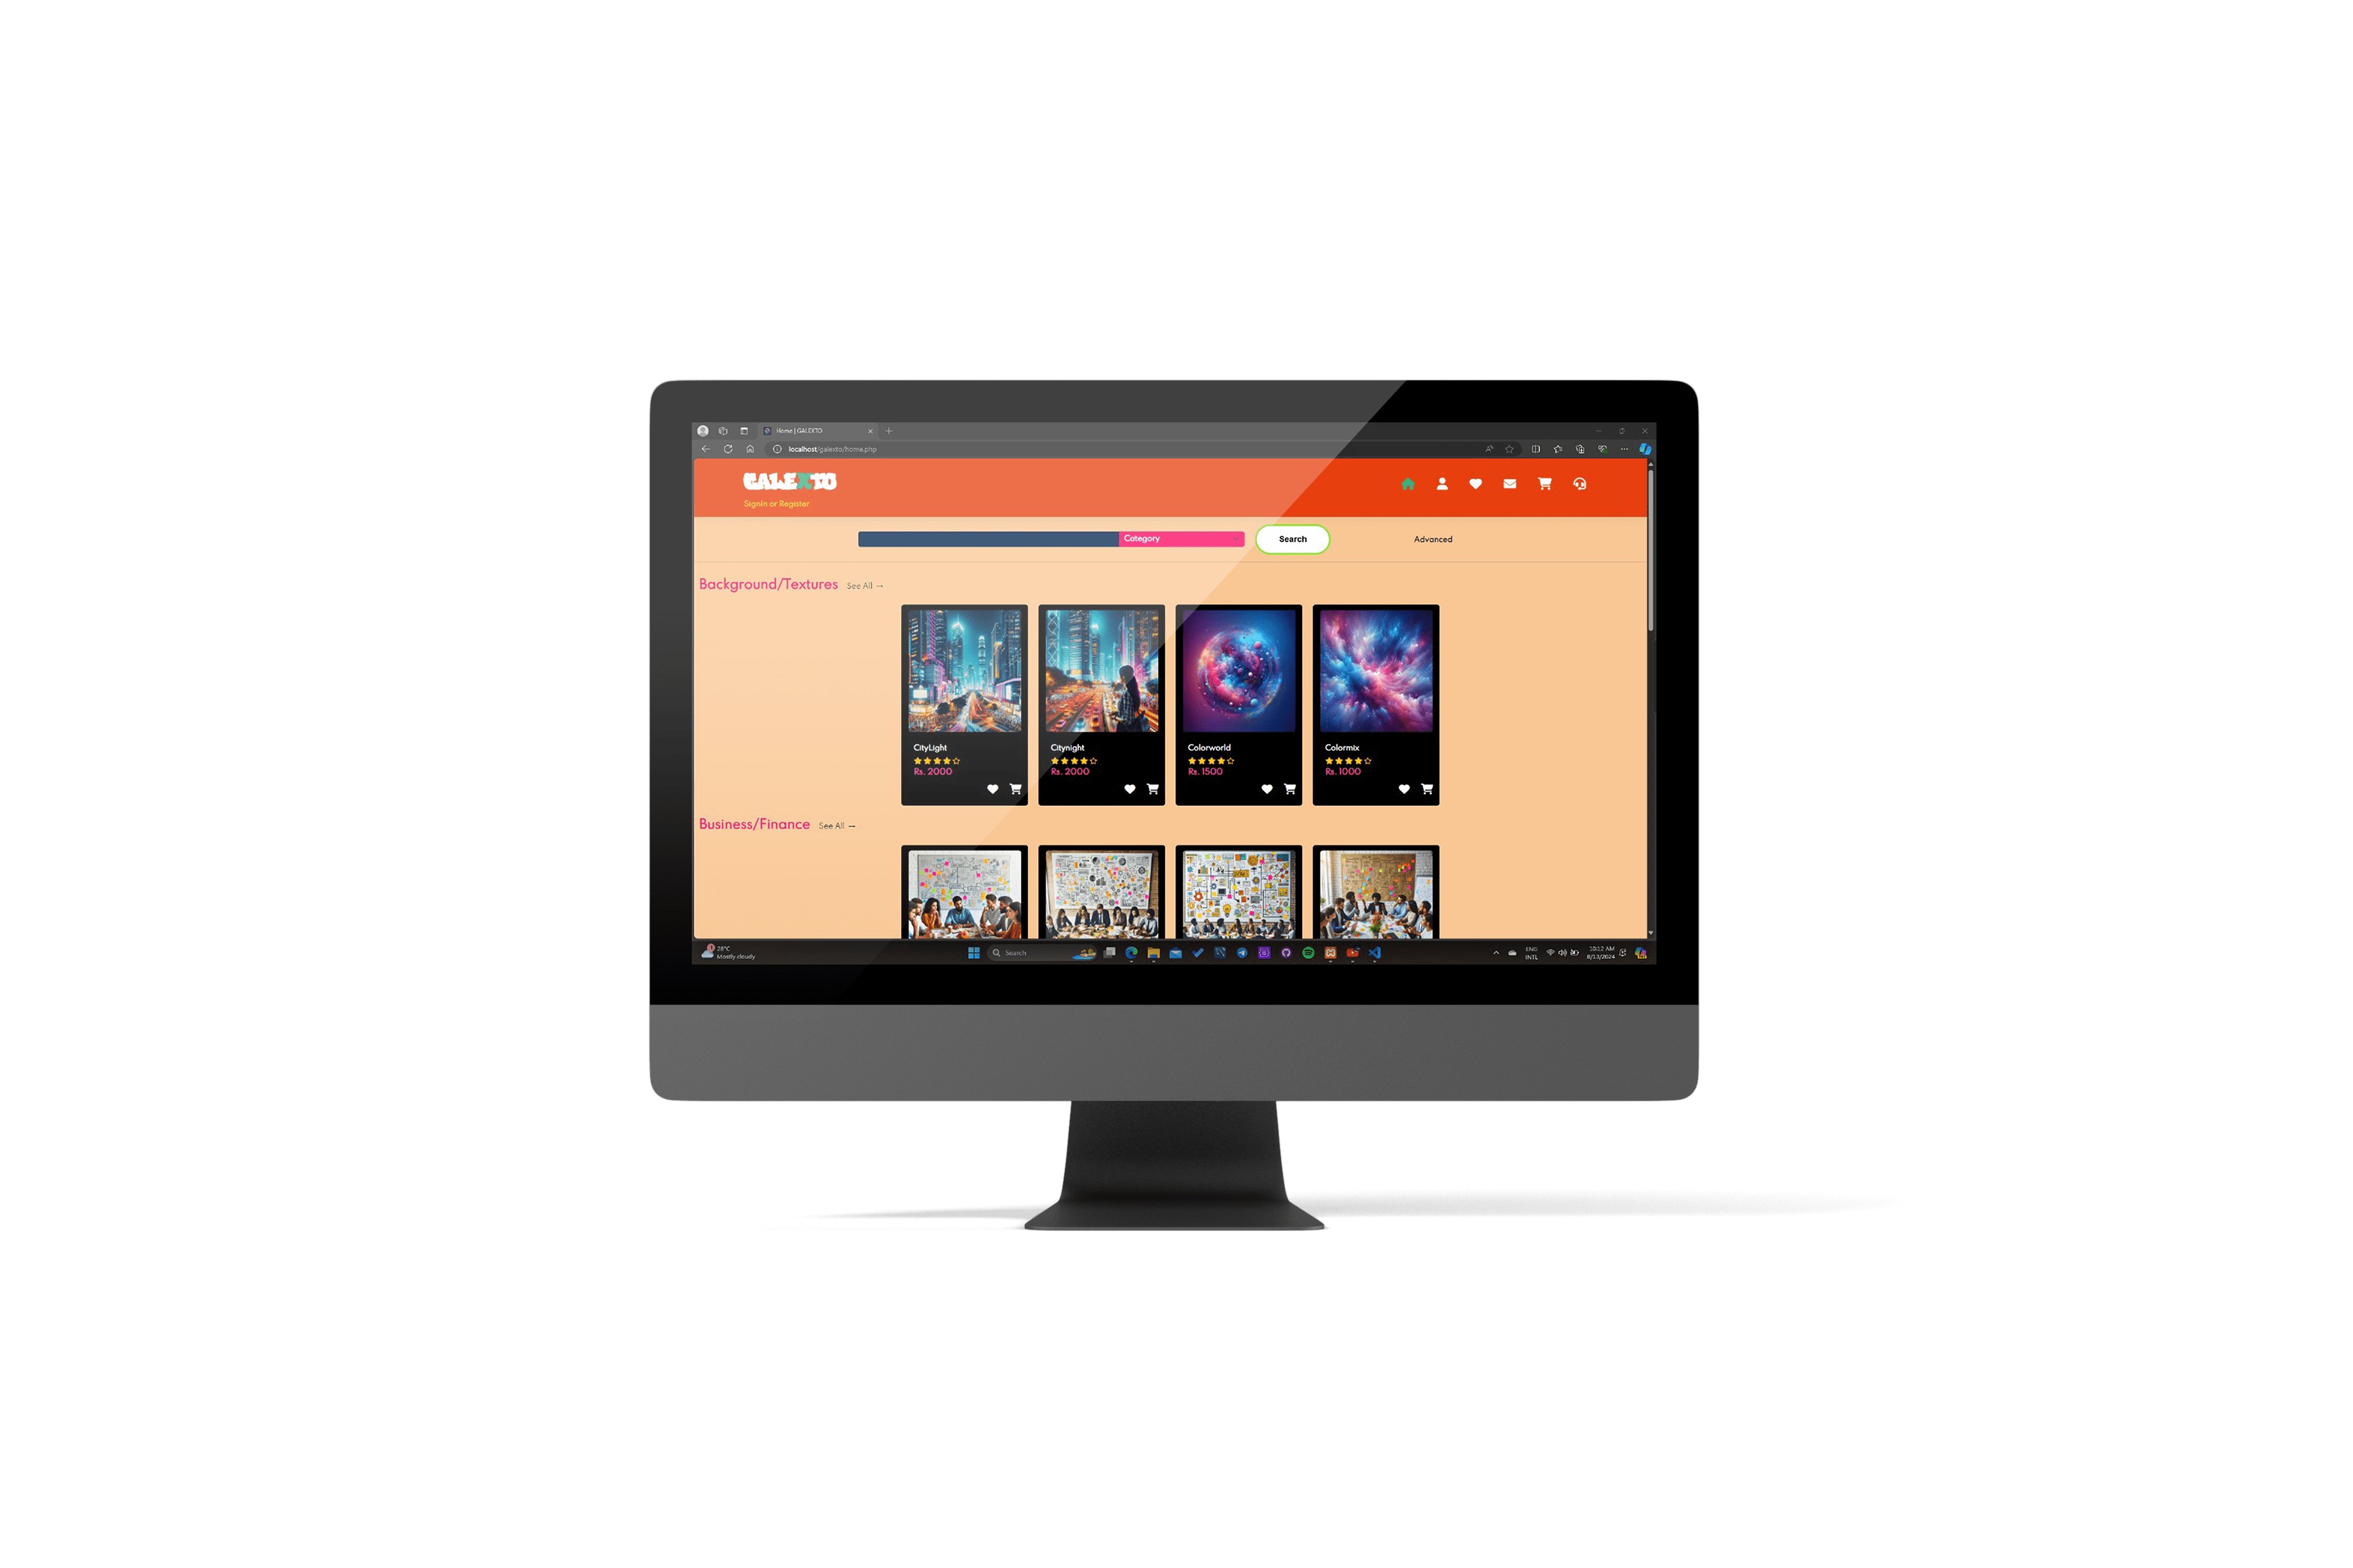 Home | GALEXTO
localhost/galexto/home.php
GALEXTO
SignIn or Register
Category
Search
Advanced
Background/Textures See All →
CityLight
Rs. 2000
Citynight
Rs. 2000
Colorworld
Rs. 1500
Colormix
Rs. 1000
Business/Finance See All →
28°C
Mostly cloudy
Search
ENG
INTL
10:12 AM
8/13/2024